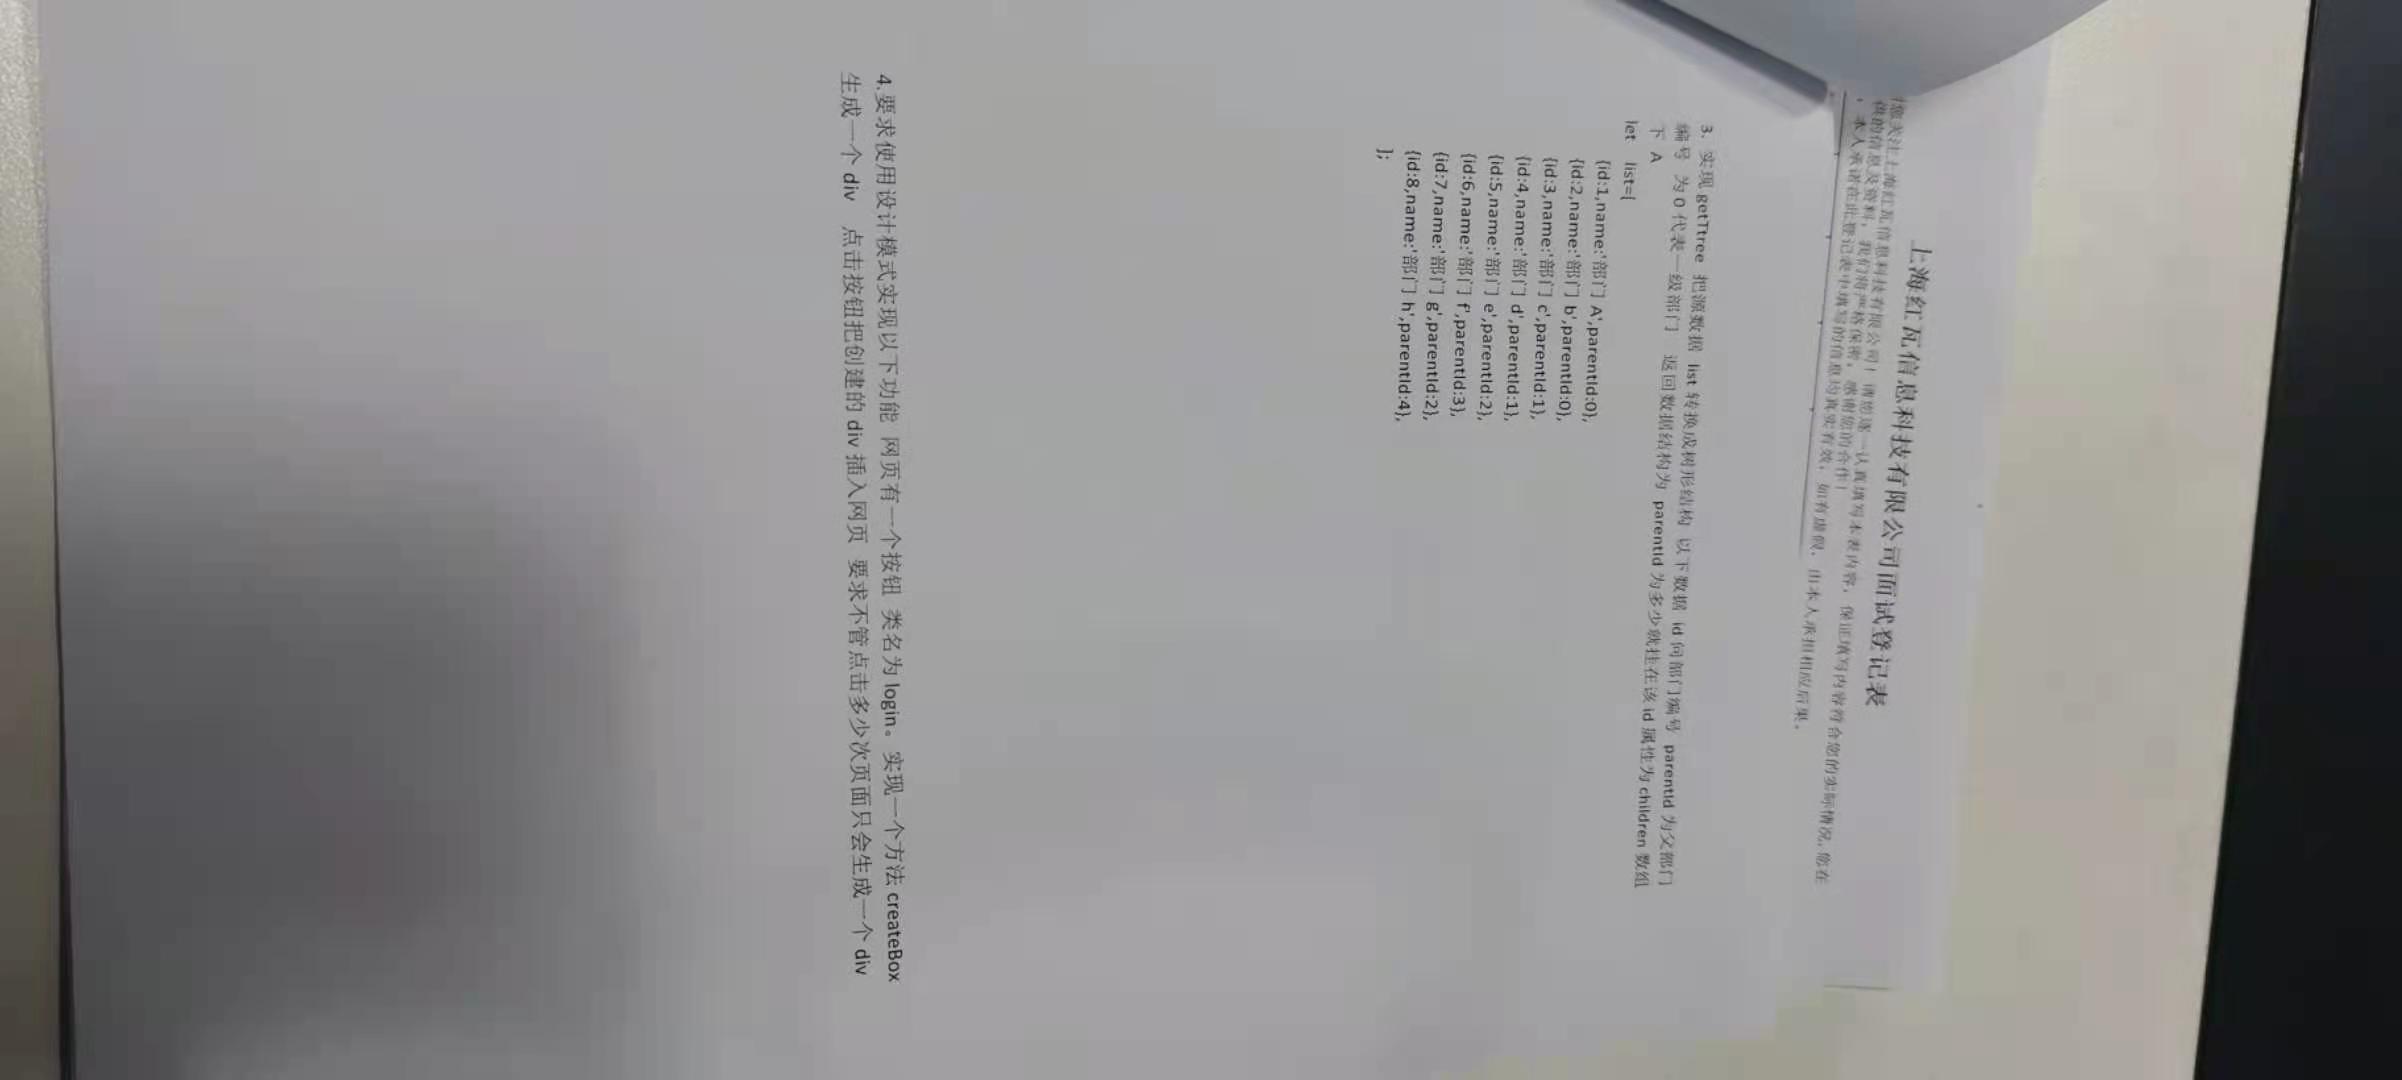 上海红瓦信息科技有限公司面试登记表
您关注上海红瓦信息科技有限公司！请您逐一认真填写本表内容，保证填写内容符合您的实际情况，您在
供的信息及资料，我们将严格保密，感谢您的合作！
，本人承诺在此登记表中填写的信息均真实有效，如有虚假，由本人承担相应后果。
3. 实现 getTtree 把源数据 list 转换成树形结构 以下数据 id 何部门编号 parentId 为父部门
编号 为 0 代表一级部门 返回数据结构为 parentId 为多少就挂在该 id 属性为 children 数组
下 A
let list=[
{id:1,name:'部门 A',parentId:0},
{id:2,name:'部门 b',parentId:0},
{id:3,name:'部门 c',parentId:1},
{id:4,name:'部门 d',parentId:1},
{id:5,name:'部门 e',parentId:2},
{id:6,name:'部门 f',parentId:3},
{id:7,name:'部门 g',parentId:2},
{id:8,name:'部门 h',parentId:4},
];
4.要求使用设计模式实现以下功能 网页有一个按钮 类名为 login。实现一个方法 createBox
生成一个 div 点击按钮把创建的 div 插入网页 要求不管点击多少次页面只会生成一个 div